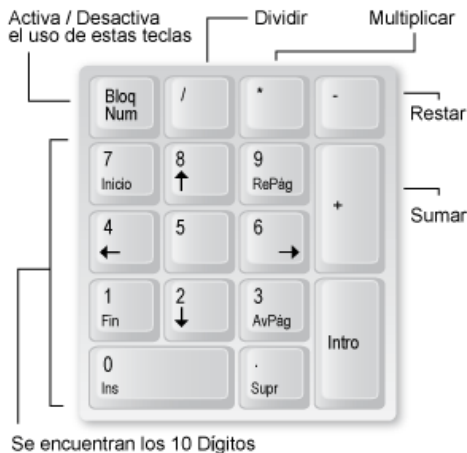 Activa / Desactiva
el uso de estas teclas
Dividir
Multiplicar
Bloq
Num
/
*
-
Restar
7
Inicio
8
↑
9
RePág
+
Sumar
4
←
5
6
→
1
Fin
2
↓
3
AvPág
Intro
0
Ins
.
Supr
Se encuentran los 10 Dígitos